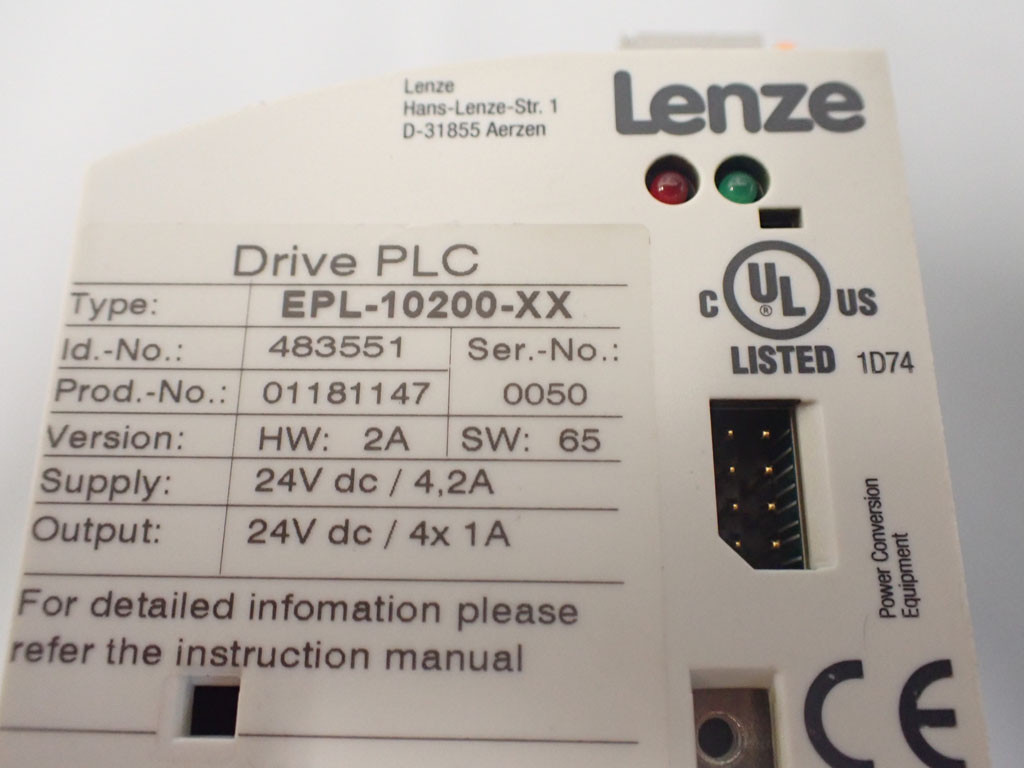 Lenze
Hans-Lenze-Str. 1
D-31855 Aerzen
Lenze
Drive PLC
Type: EPL-10200-XX
Id.-No.: 483551 Ser.-No.:
Prod.-No.: 01181147 0050
Version: HW: 2A SW: 65
Supply: 24V dc / 4,2A
Output: 24V dc / 4x 1A
For detailed infomation please
refer the instruction manual
C UL ® US
LISTED 1D74
Power Conversion
Equipment
CE